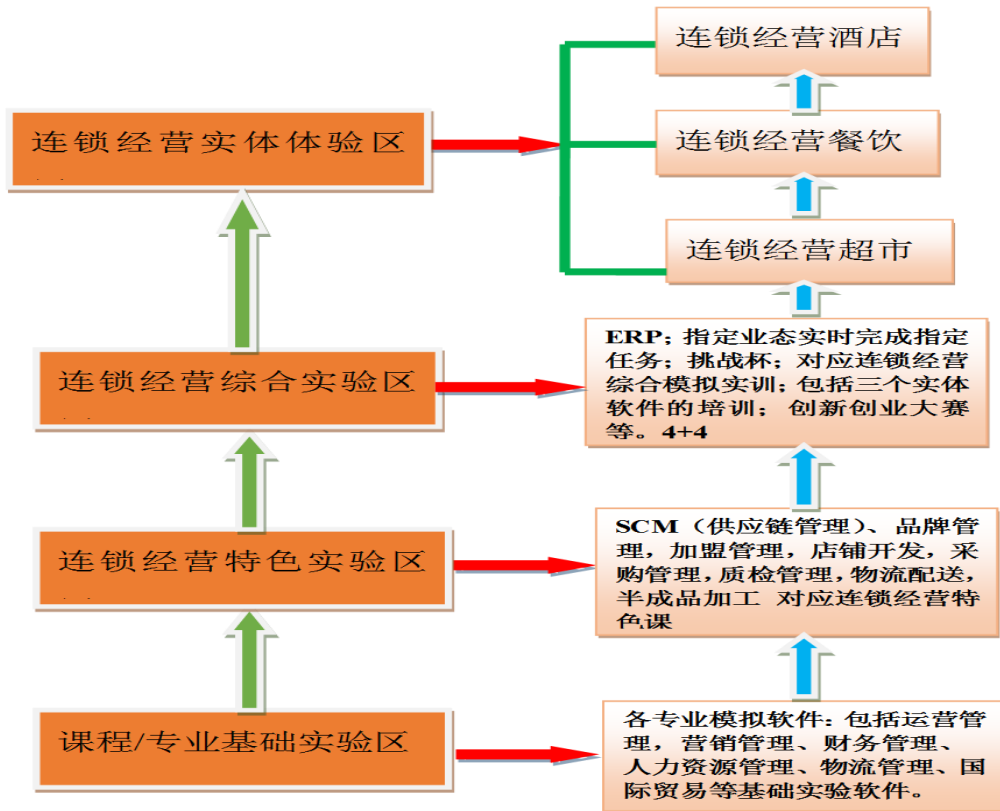 连锁经营酒店
连锁经营实体体验区
连锁经营餐饮
连锁经营超市
连锁经营综合实验区
ERP；指定业态实时完成指定
任务；挑战杯；对应连锁经营
综合模拟实训；包括三个实体
软件的培训；创新创业大赛
等。4+4
连锁经营特色实验区
SCM（供应链管理）、品牌管
理，加盟管理，店铺开发，采
购管理，质检管理，物流配送，
半成品加工 对应连锁经营特
色课
课程/专业基础实验区
各专业模拟软件：包括运营管
理，营销管理、财务管理、
人力资源管理、物流管理、国
际贸易等基础实验软件。